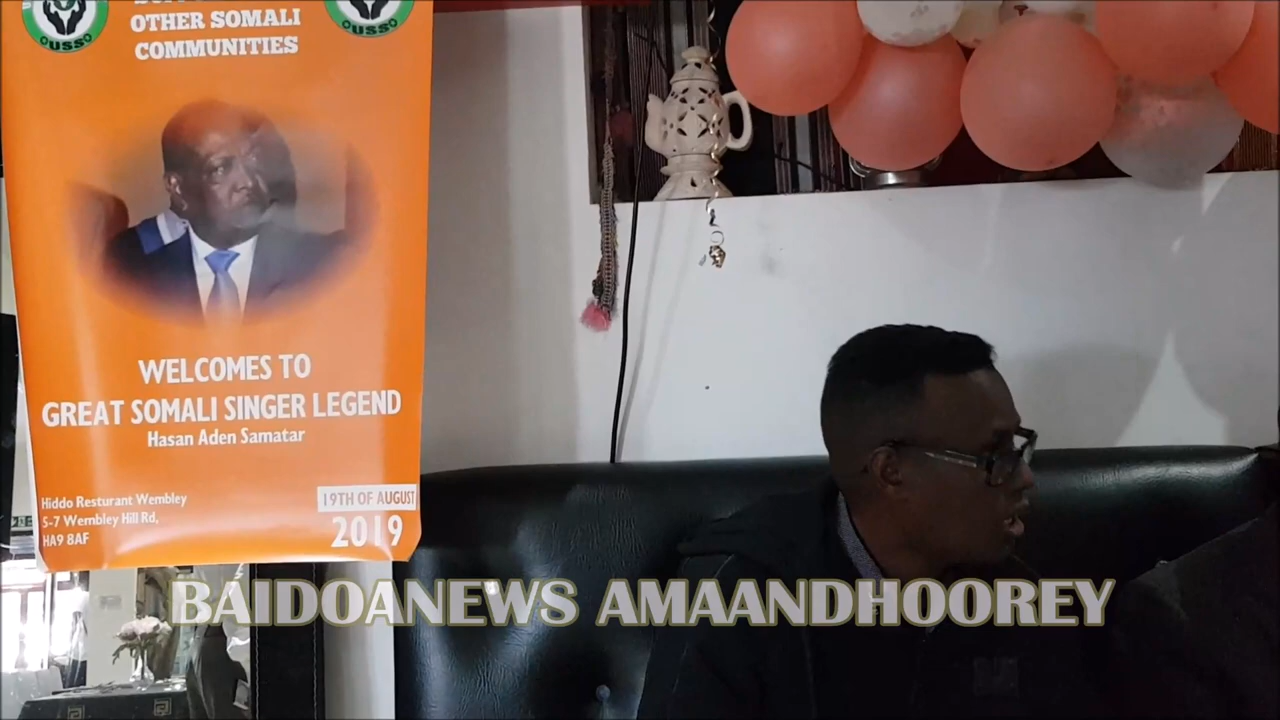 OUSSO
OUSSO
OTHER SOMALI
COMMUNITIES
WELCOMES TO
GREAT SOMALI SINGER LEGEND
Hasan Aden Samatar
Hiddo Resturant Wembley
5-7 Wembley Hill Rd,
HA9 8AF
19TH OF AUGUST
2019
BAIDOANEWS AMAANDHOOREY